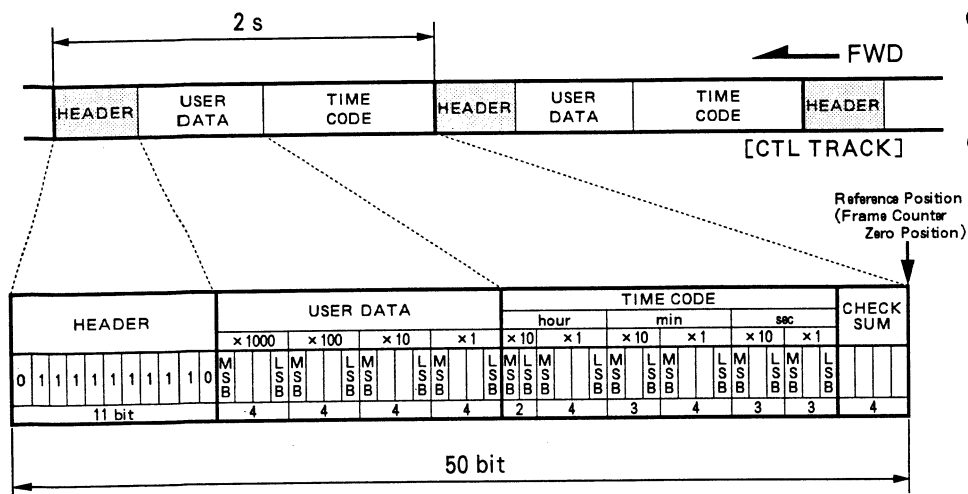 2 s
FWD
HEADER USER DATA TIME CODE HEADER USER DATA TIME CODE HEADER
[CTL TRACK]
Reference Position
(Frame Counter
Zero Position)
HEADER USER DATA TIME CODE CHECK SUM
hour min sec
×1000 ×100 ×10 ×1 ×10 ×1 ×10 ×1 ×10 ×1
0 1 1 1 1 1 1 1 1 1 0 MSB LSB MSB LSB MSB LSB MSB LSB MSB LSB MSB LSB MSB LSB MSB LSB MSB LSB MSB LSB
11 bit 4 4 4 4 2 4 3 4 3 3 4
50 bit